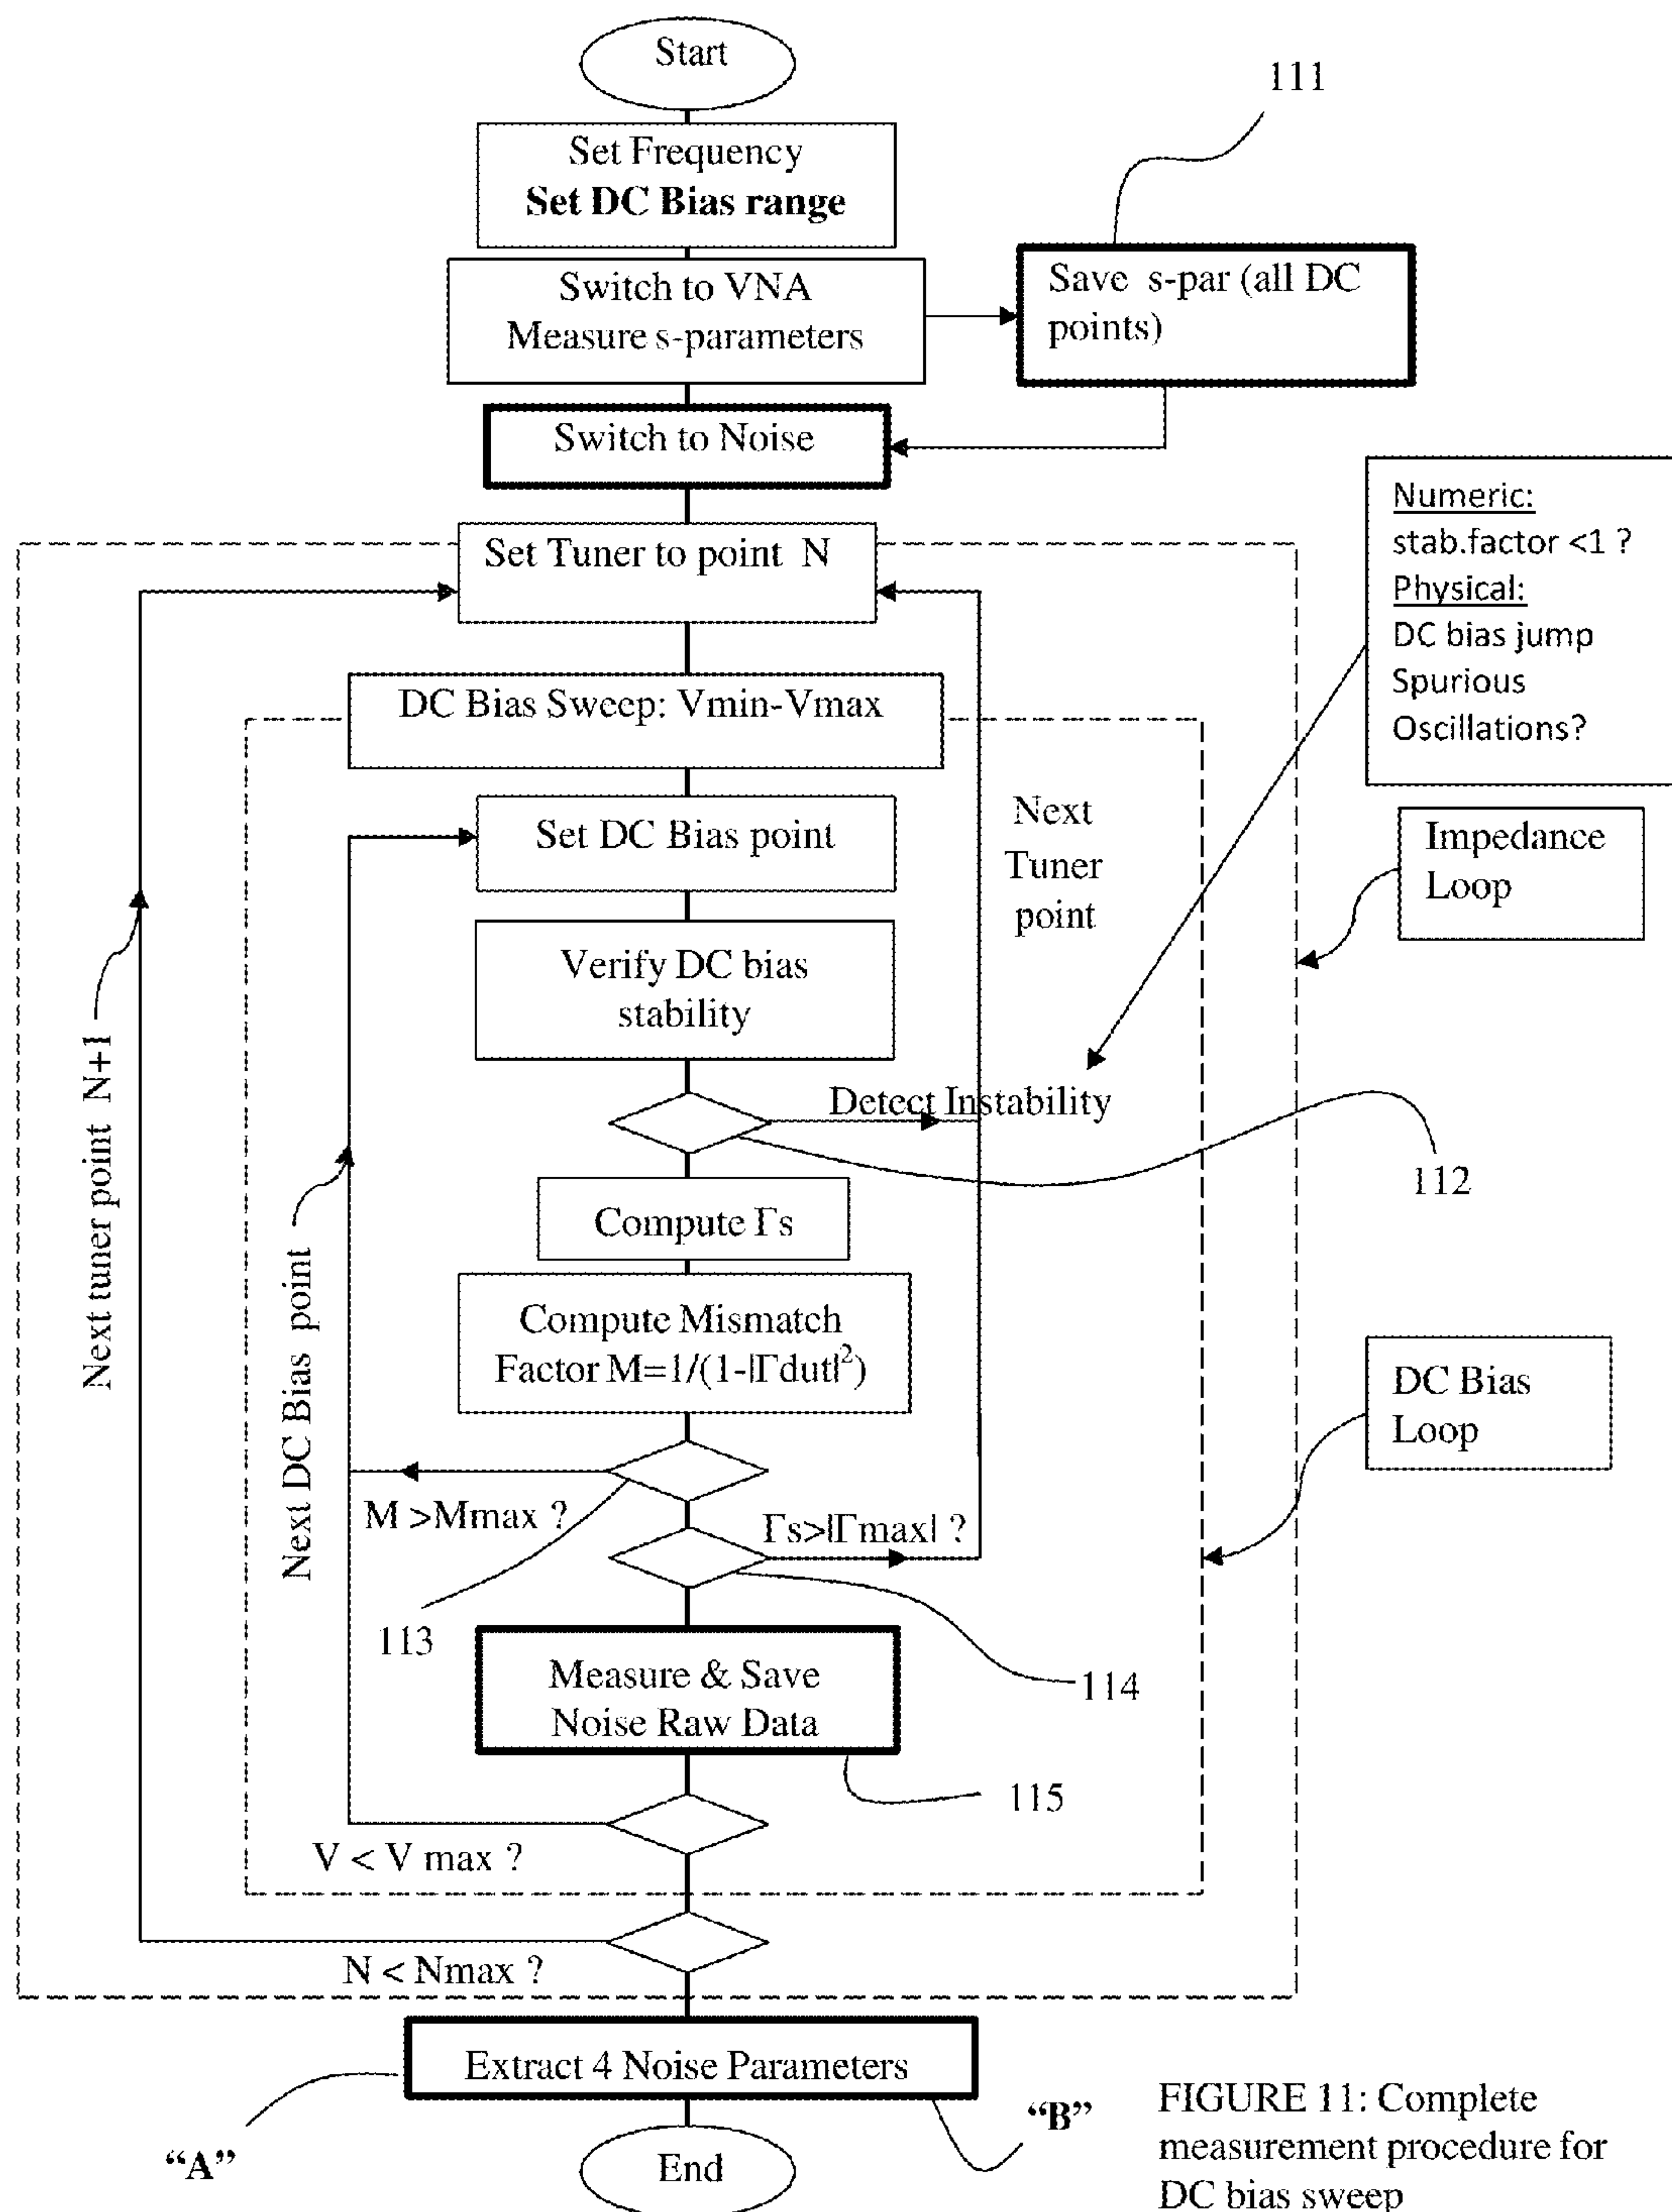 Start
111
Set Frequency
Set DC Bias range
Switch to VNA
Measure s-parameters
Save s-par (all DC
points)
Switch to Noise
Numeric:
stab.factor <1 ?
Physical:
DC bias jump
Spurious
Oscillations?
Set Tuner to point N
DC Bias Sweep: Vmin-Vmax
Set DC Bias point
Next
Tuner
point
Impedance
Loop
Verify DC bias
stability
Detect Instability
112
Next tuner point N+1
Next DC Bias point
Compute Γs
Compute Mismatch
Factor M=1/(1-|Γdut|²)
DC Bias
Loop
M >Mmax ?
Γs>|Γmax| ?
113
Measure & Save
Noise Raw Data
114
115
V < V max ?
N < Nmax ?
Extract 4 Noise Parameters
“A”
“B”
End
FIGURE 11: Complete
measurement procedure for
DC bias sweep